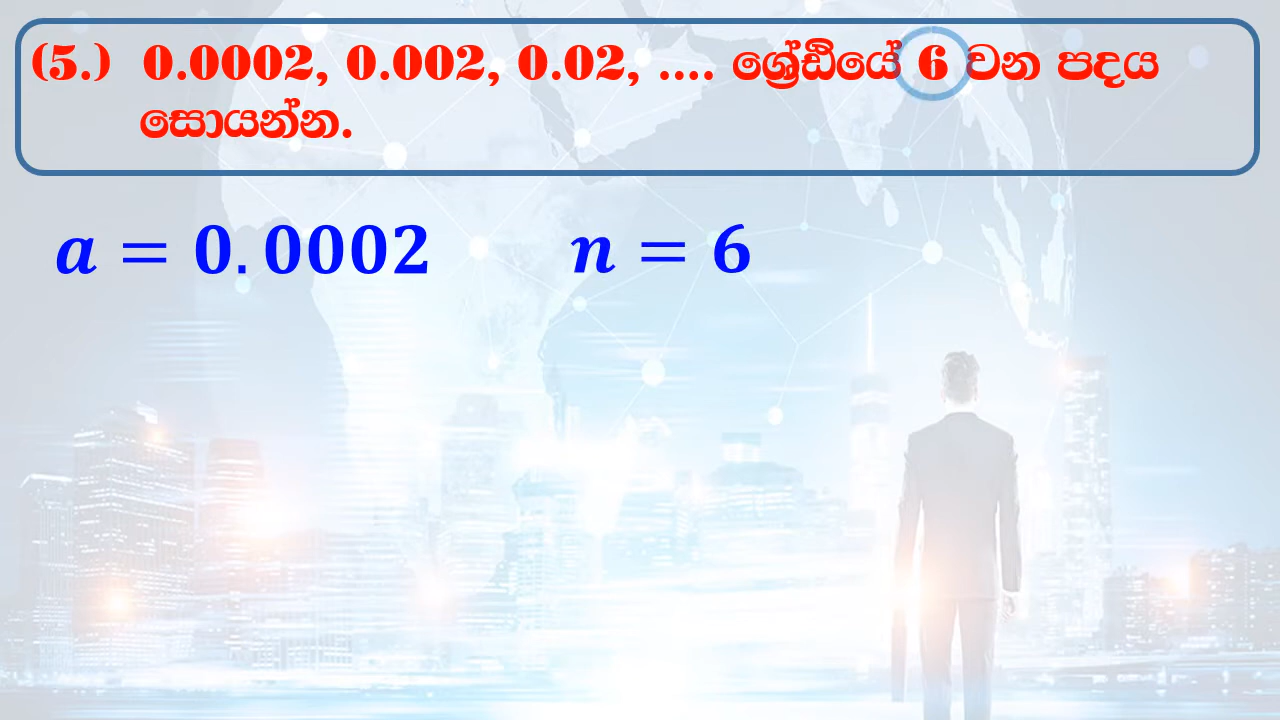 (5.) 0.0002, 0.002, 0.02, .... ශ්‍රේඪියේ 6 වන පදය
සොයන්න.
a = 0.0002 n = 6